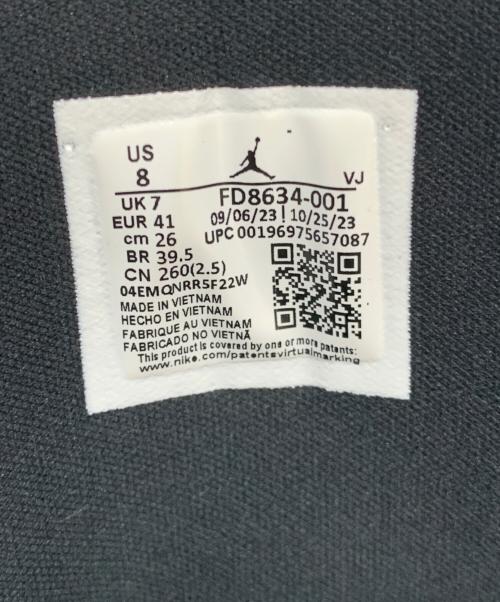 US
8
VJ
UK 7
FD8634-001
EUR 41
09/06/23 | 10/25/23
cm 26
UPC 00196975657087
BR 39.5
CN 260(2.5)
04EMQNRR5F22W
MADE IN VIETNAM
HECHO EN VIETNAM
FABRIQUE AU VIETNAM
FABRICADO NO VIETNÃ
This product is covered by one or more patents:
www.nike.com/patentsvirtualmarking